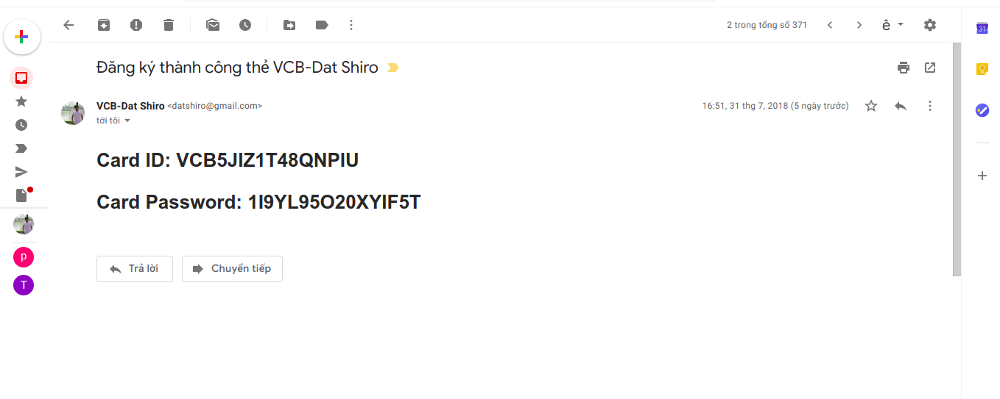 2 trong tổng số 371
ê
31
Đăng ký thành công thẻ VCB-Dat Shiro
VCB-Dat Shiro <datshiro@gmail.com>
16:51, 31 thg 7, 2018 (5 ngày trước)
tới tôi
Card ID: VCB5JIZ1T48QNPIU
Card Password: 1I9YL95O20XYIF5T
Trả lời
Chuyển tiếp
P
T